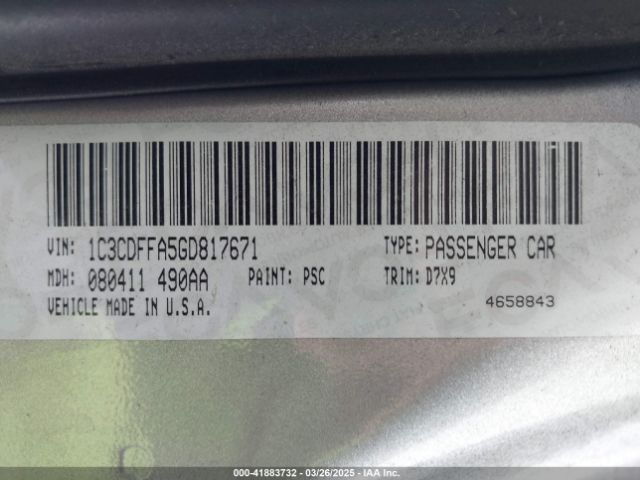 VIN: 1C3CDFFA5GD817671 TYPE: PASSENGER CAR
MDH: 080411 490AA PAINT: PSC TRIM: D7X9
VEHICLE MADE IN U.S.A. 4658843
000-41883732 — 03/26/2025 — IAA Inc.